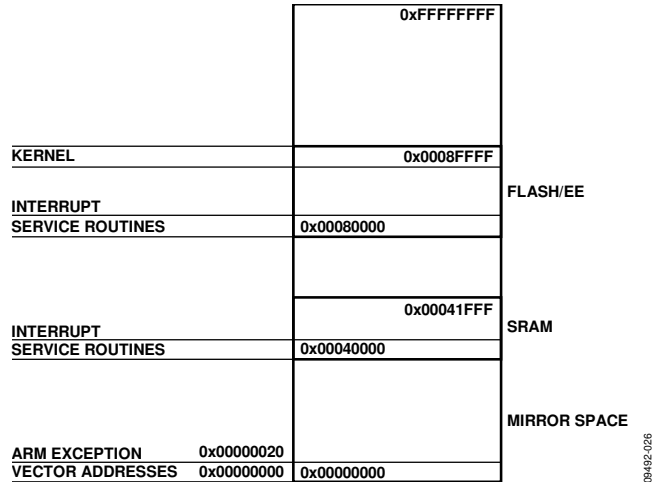 0xFFFFFFFF
KERNEL 0x0008FFFF
FLASH/EE
INTERRUPT
SERVICE ROUTINES 0x00080000
0x00041FFF
SRAM
INTERRUPT
SERVICE ROUTINES 0x00040000
MIRROR SPACE
ARM EXCEPTION 0x00000020
VECTOR ADDRESSES 0x00000000 0x00000000
09492-026